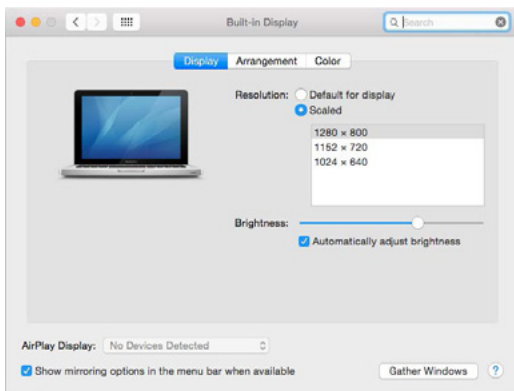 Built-in Display
Search
Display Arrangement Color
Resolution: Default for display
Scaled
1280 × 800
1152 × 720
1024 × 640
Brightness:
Automatically adjust brightness
AirPlay Display: No Devices Detected
Show mirroring options in the menu bar when available
Gather Windows ?